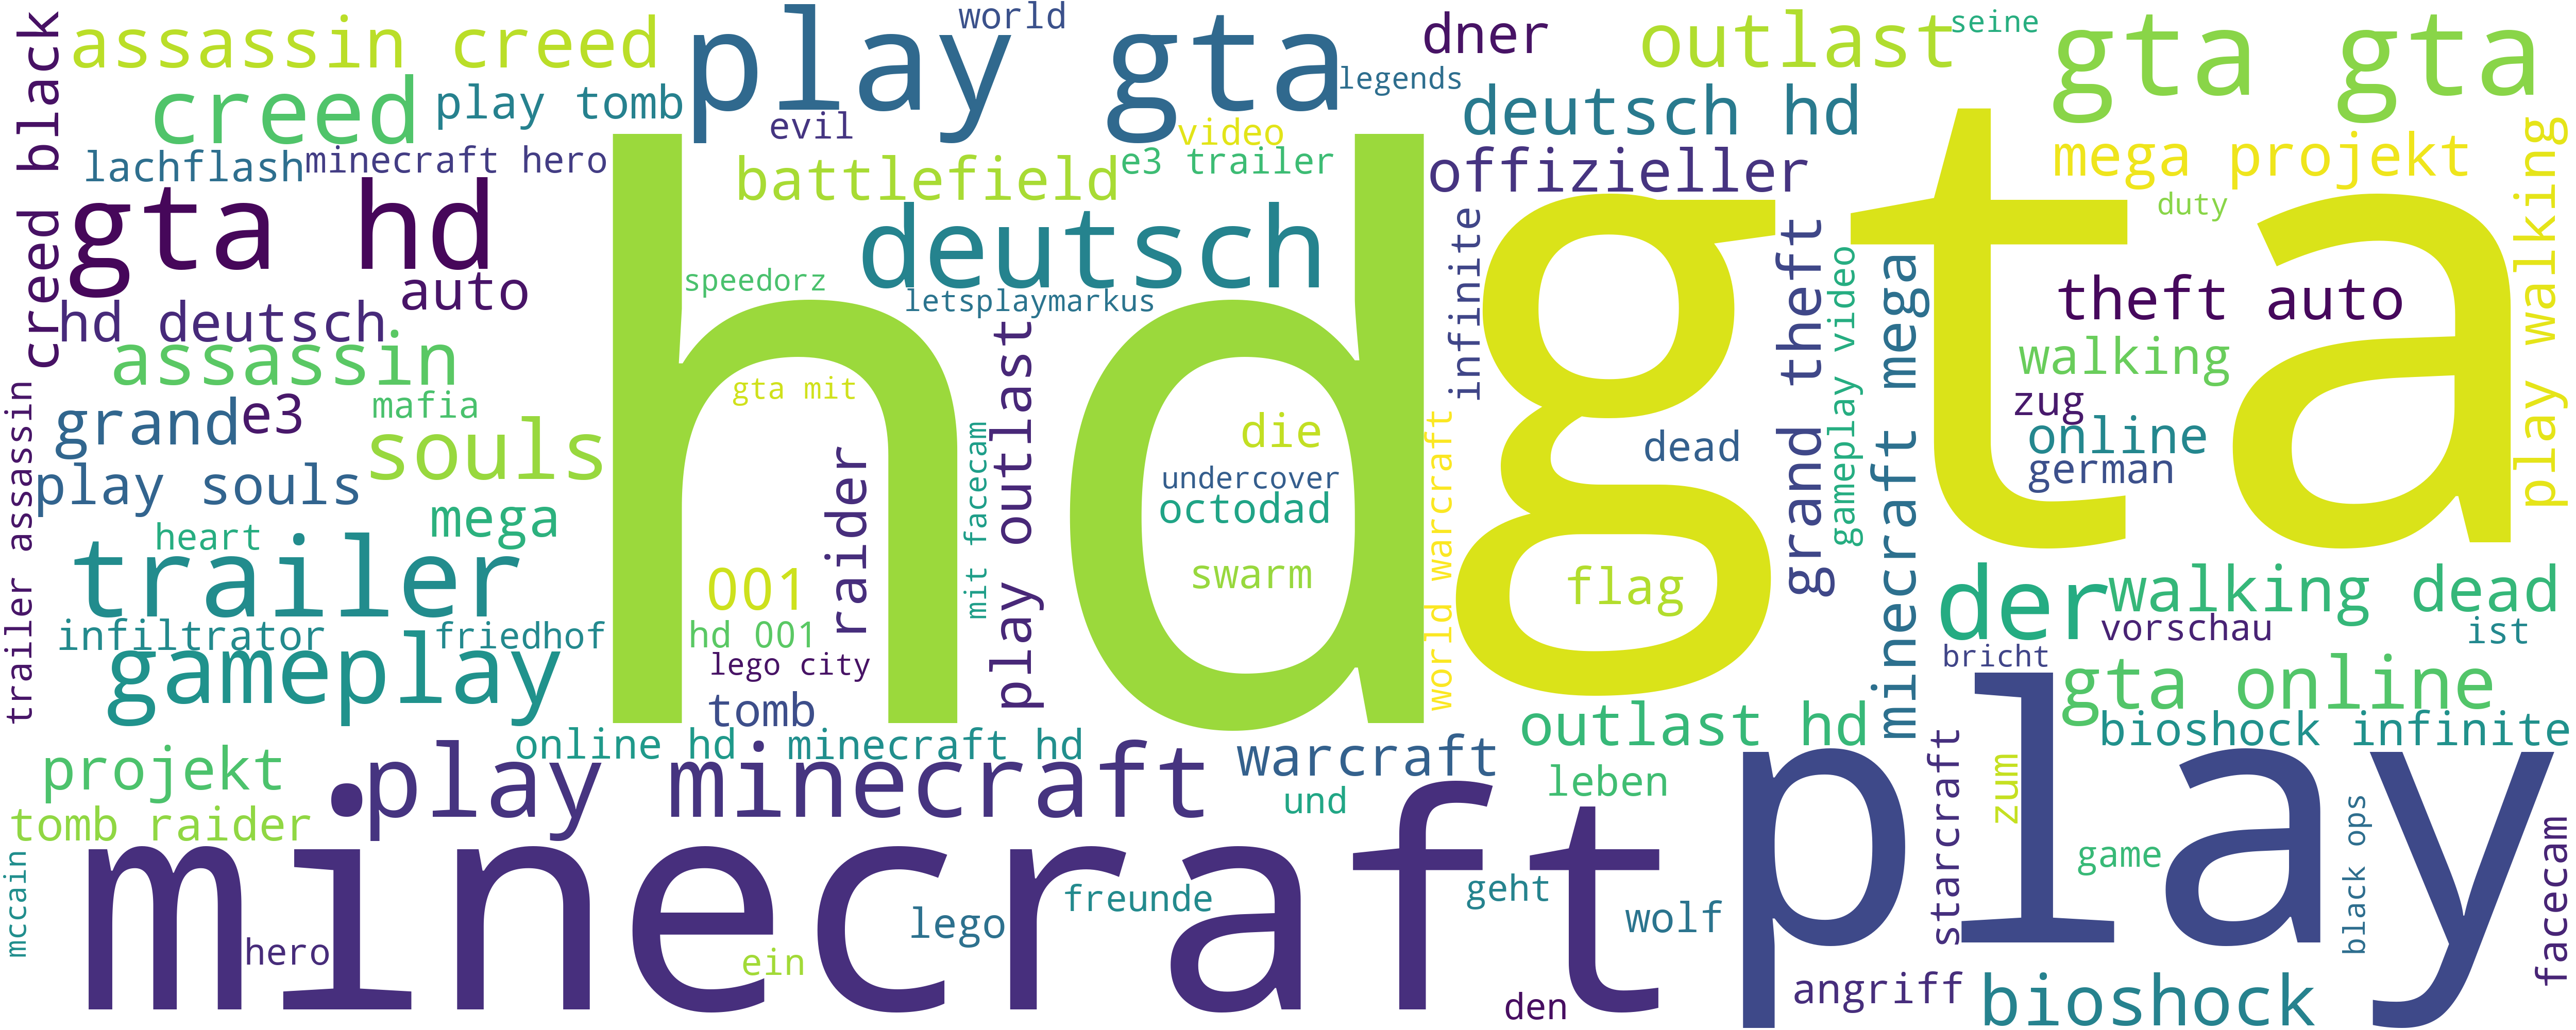 creed black
assassin creed
creed
play tomb
play gta
world
evil
video
legends
dner
outlast
seine
gta gta
deutsch hd
offizieller
mega projekt
duty
play walking
lachflash
minecraft hero
gta hd
auto
hd deutsch
assassin
battlefield
e3 trailer
deutsch
speedorz
letsplaymarkus
hd
gta
infinite
grand theft
gameplay video
minecraft mega
theft auto
walking
zug
online
german
trailer assassin
grand
e3
mafia
souls
play souls
mega
heart
trailer
infiltrator
friedhof
gameplay
gta mit
raider
mit facecam
play outlast
001
hd 001
lego city
tomb
die
undercover
octodad
swarm
world warcraft
dead
flag
der
walking dead
vorschau
ist
bricht
gta online
bioshock infinite
projekt
tomb raider
online hd
minecraft hd
play minecraft
warcraft
und
outlast hd
leben
starcraft
zum
play
game
black ops
facecam
mccain
minecraft
hero
ein
lego
freunde
geht
wolf
den
angriff
bioshock